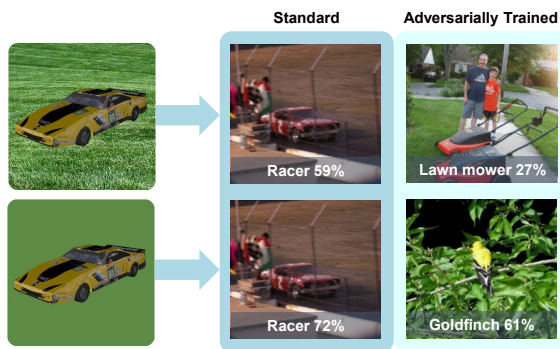 Standard
Adversarially Trained
Racer 59%
Lawn mower 27%
Racer 72%
Goldfinch 61%